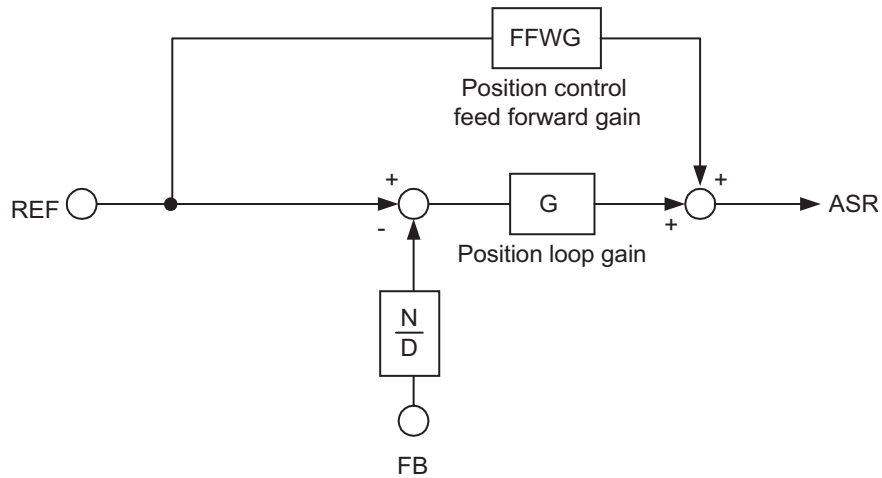 FFWG
Position control
feed forward gain
+
+
REF
G
ASR
-
+
Position loop gain
N
D
FB